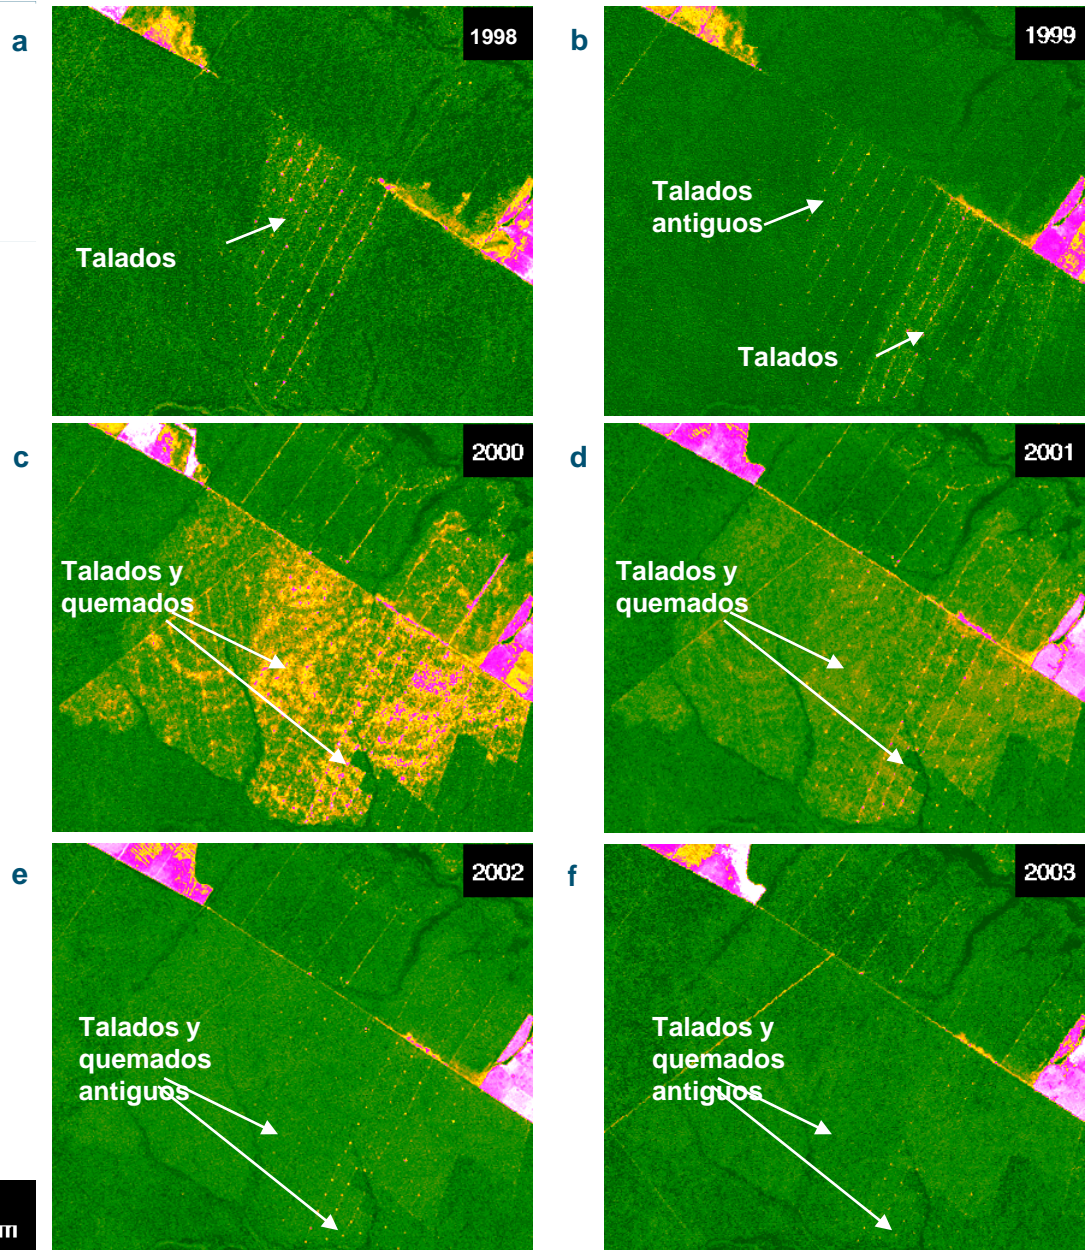 a
1998
Talados
b
1999
Talados
antiguos
Talados
c
2000
Talados y
quemados
d
2001
Talados y
quemados
e
2002
Talados y
quemados
antiguos
f
2003
Talados y
quemados
antiguos
m